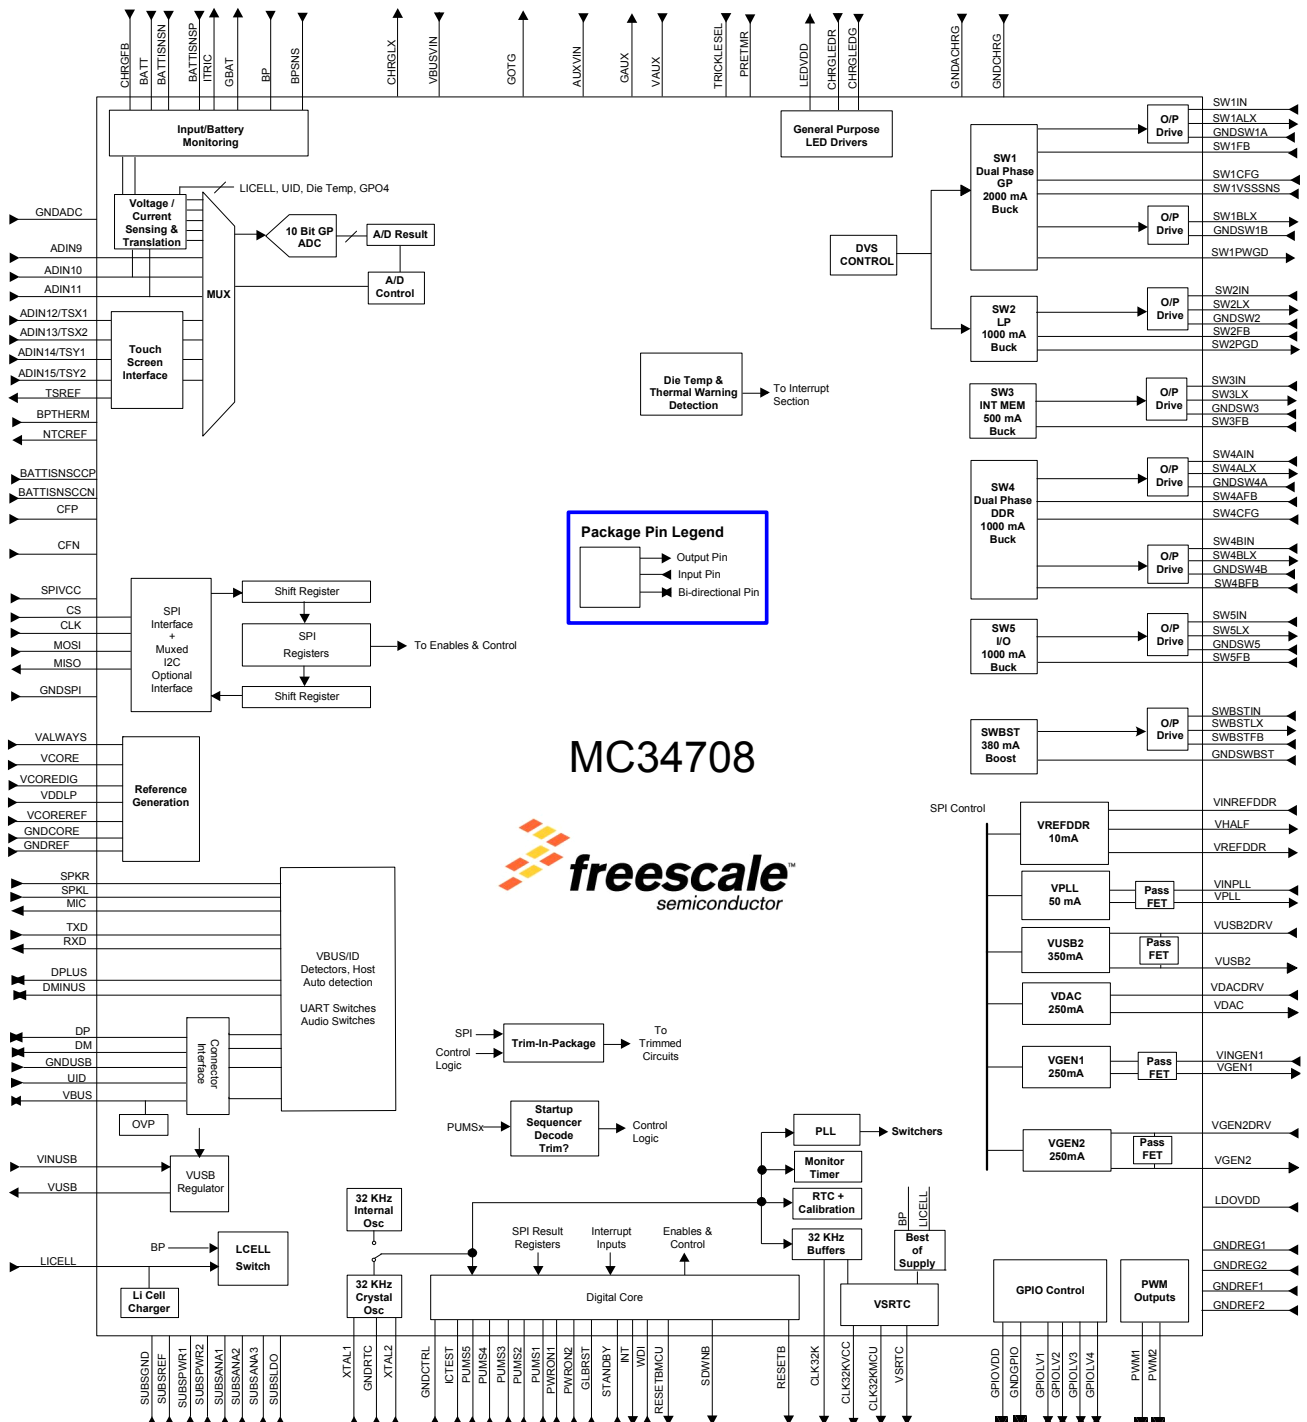 CHRGFB
BATT
BATTISNSN
BATTISNSP
ITRIC
GBAT
BP
BPSNS
CHRGLX
VBUSVIN
GOTG
AUXVIN
GAUX
VAUX
TRICKLESEL
PRETMR
LEDVDD
CHRGLEDR
CHRGLEDG
GNDACHRG
GNDCHRG
Input/Battery
Monitoring
General Purpose
LED Drivers
LICELL, UID, Die Temp, GPO4
Voltage /
Current
Sensing &
Translation
MUX
10 Bit GP
ADC
A/D Result
A/D
Control
Touch
Screen
Interface
GNDADC
ADIN9
ADIN10
ADIN11
ADIN12/TSX1
ADIN13/TSX2
ADIN14/TSY1
ADIN15/TSY2
TSREF
BPTHERM
NTCREF
BATTISNSCCP
BATTISNSCCN
CFP
CFN
SPIVCC
CS
CLK
MOSI
MISO
GNDSPI
SPI
Interface
+
Muxed
I2C
Optional
Interface
Shift Register
SPI
Registers
Shift Register
To Enables & Control
VALWAYS
VCORE
VCOREDIG
VDDLP
VCOREREF
GNDCORE
GNDREF
Reference
Generation
SPKR
SPKL
MIC
TXD
RXD
DPLUS
DMINUS
DP
DM
GNDUSB
UID
VBUS
VBUS/ID
Detectors, Host
Auto detection
UART Switches
Audio Switches
Connector
Interface
OVP
VINUSB
VUSB
VUSB
Regulator
LICELL
BP
LCELL
Switch
Li Cell
Charger
32 KHz
Internal
Osc
32 KHz
Crystal
Osc
Die Temp &
Thermal Warning
Detection
To Interrupt
Section
Package Pin Legend
Output Pin
Input Pin
Bi-directional Pin
MC34708
freescale™
semiconductor
SPI
Control
Logic
Trim-In-Package
To
Trimmed
Circuits
PUMSx
Startup
Sequencer
Decode
Trim?
Control
Logic
PLL
Switchers
Monitor
Timer
RTC +
Calibration
32 KHz
Buffers
BP
LICELL
Best
of
Supply
VSRTC
SPI Result
Registers
Interrupt
Inputs
Enables &
Control
Digital Core
DVS
CONTROL
SW1
Dual Phase
GP
2000 mA
Buck
O/P
Drive
SW1IN
SW1ALX
GNDSW1A
SW1FB
SW1CFG
SW1VSSSNS
O/P
Drive
SW1BLX
GNDSW1B
SW1PWGD
SW2
LP
1000 mA
Buck
O/P
Drive
SW2IN
SW2LX
GNDSW2
SW2FB
SW2PGD
SW3
INT MEM
500 mA
Buck
O/P
Drive
SW3IN
SW3LX
GNDSW3
SW3FB
SW4
Dual Phase
DDR
1000 mA
Buck
O/P
Drive
SW4AIN
SW4ALX
GNDSW4A
SW4AFB
SW4CFG
O/P
Drive
SW4BIN
SW4BLX
GNDSW4B
SW4BFB
SW5
I/O
1000 mA
Buck
O/P
Drive
SW5IN
SW5LX
GNDSW5
SW5FB
SWBST
380 mA
Boost
O/P
Drive
SWBSTIN
SWBSTLX
SWBSTFB
GNDSWBST
SPI Control
VREFDDR
10mA
VINREFDDR
VHALF
VREFDDR
VPLL
50 mA
Pass
FET
VINPLL
VPLL
VUSB2
350mA
Pass
FET
VUSB2DRV
VUSB2
VDAC
250mA
VDACDRV
VDAC
VGEN1
250mA
Pass
FET
VINGEN1
VGEN1
VGEN2
250mA
Pass
FET
VGEN2DRV
VGEN2
LDOVDD
GNDREG1
GNDREG2
GNDREF1
GNDREF2
GPIO Control
PWM
Outputs
SUBSGND
SUBSREF
SUBSPWR1
SUBSPWR2
SUBSANA1
SUBSANA2
SUBSANA3
SUBSLDO
XTAL1
GNDRTC
XTAL2
GNDCTRL
ICTEST
PUMS5
PUMS4
PUMS3
PUMS2
PUMS1
PWRON1
PWRON2
GLBRST
STANDBY
INT
WDI
RESETBMCU
SDWNB
RESETB
CLK32K
CLK32KVCC
CLK32KMCU
VSRTC
GPIOVDD
GNDGPIO
GPIOLV1
GPIOLV2
GPIOLV3
GPIOLV4
PWM1
PWM2